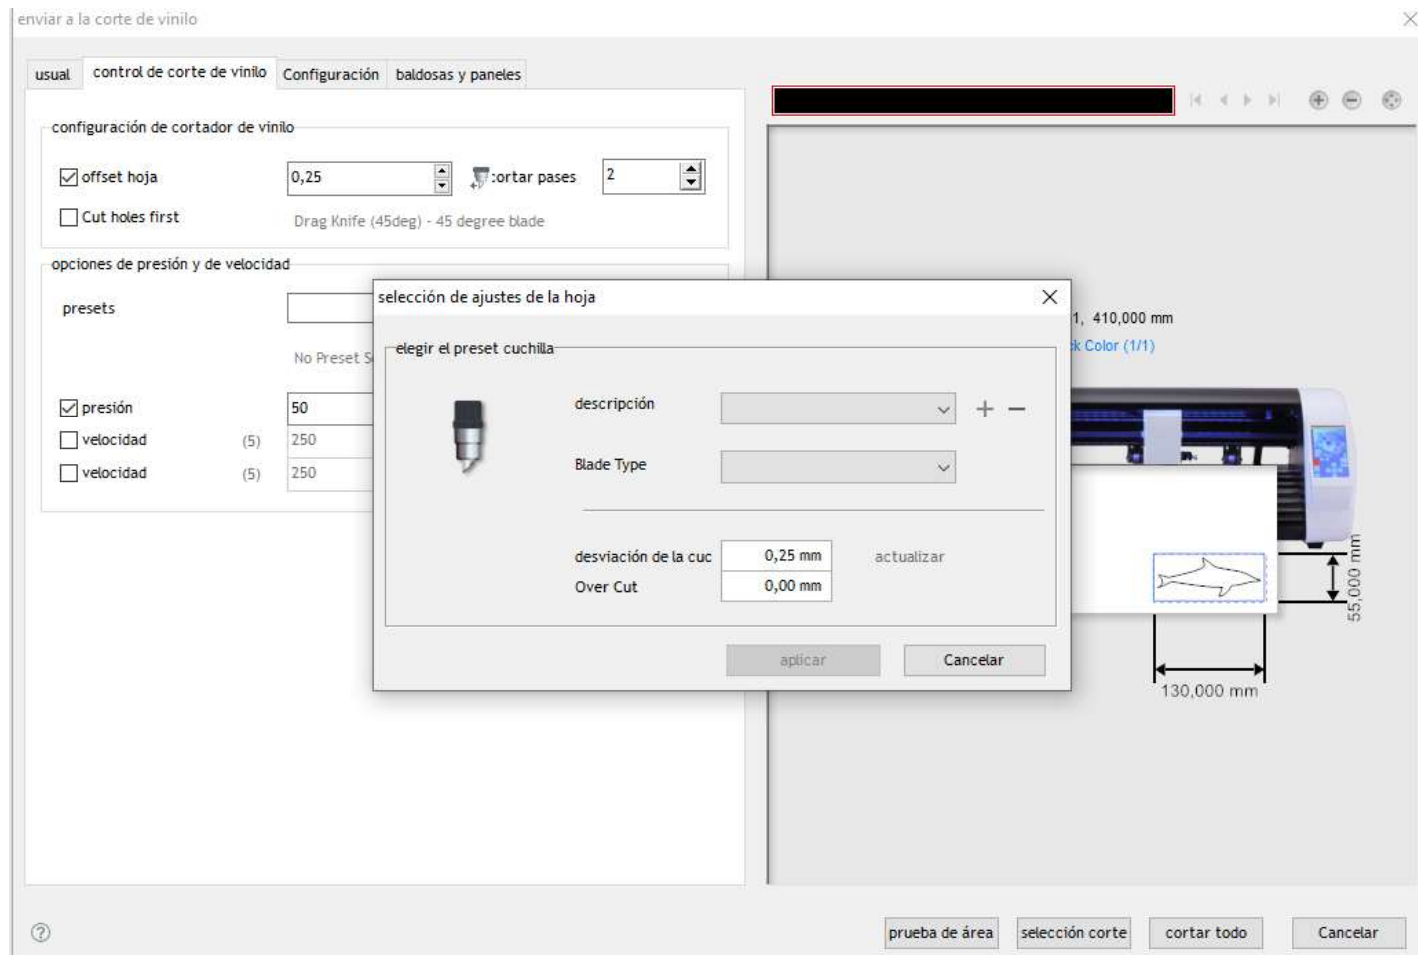 enviar a la corte de vinilo
usual control de corte de vinilo Configuración baldosas y paneles
configuración de cortador de vinilo
offset hoja 0,25 :ortar pases 2
Cut holes first Drag Knife (45deg) - 45 degree blade
opciones de presión y de velocidad
presets
No Preset S
presión 50
velocidad (5) 250
velocidad (5) 250
selección de ajustes de la hoja
elegir el preset cuchilla
descripción
Blade Type
desviación de la cuc 0,25 mm actualizar
Over Cut 0,00 mm
aplicar Cancelar
1, 410,000 mm
k Color (1/1)
55,000 mm
130,000 mm
prueba de área selección corte cortar todo Cancelar